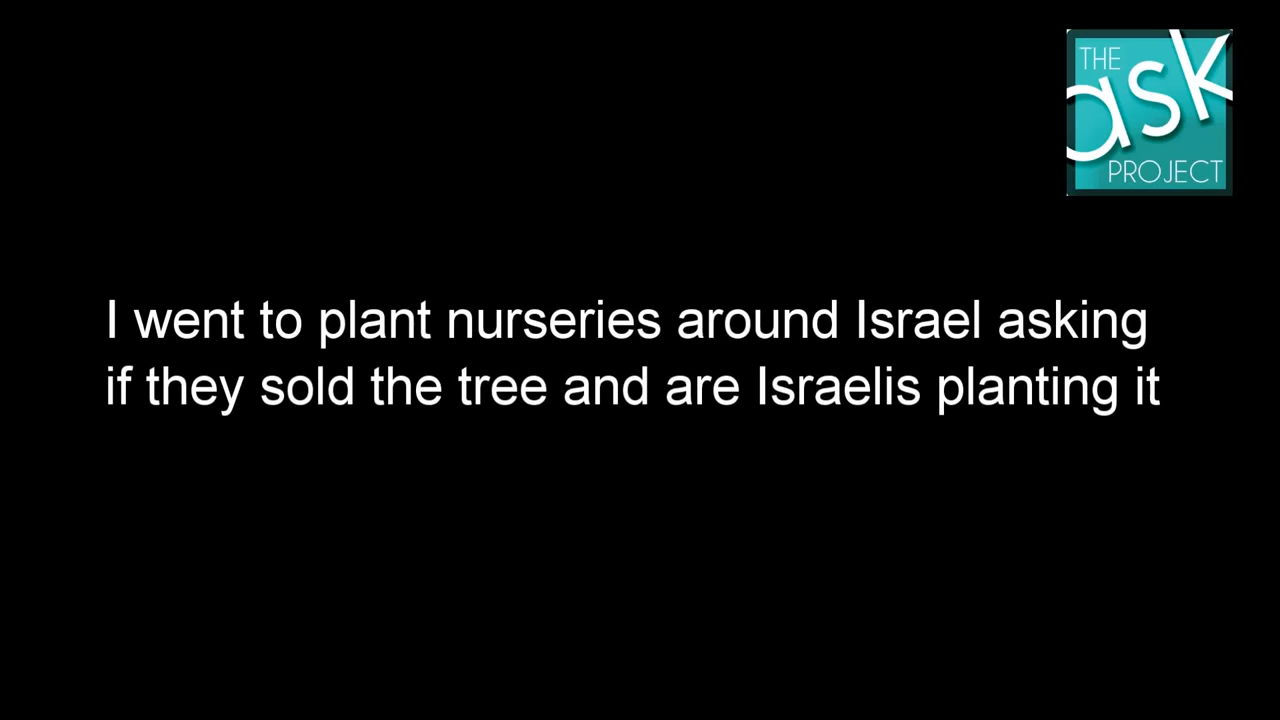 THE
ask
PROJECT
I went to plant nurseries around Israel asking
if they sold the tree and are Israelis planting it